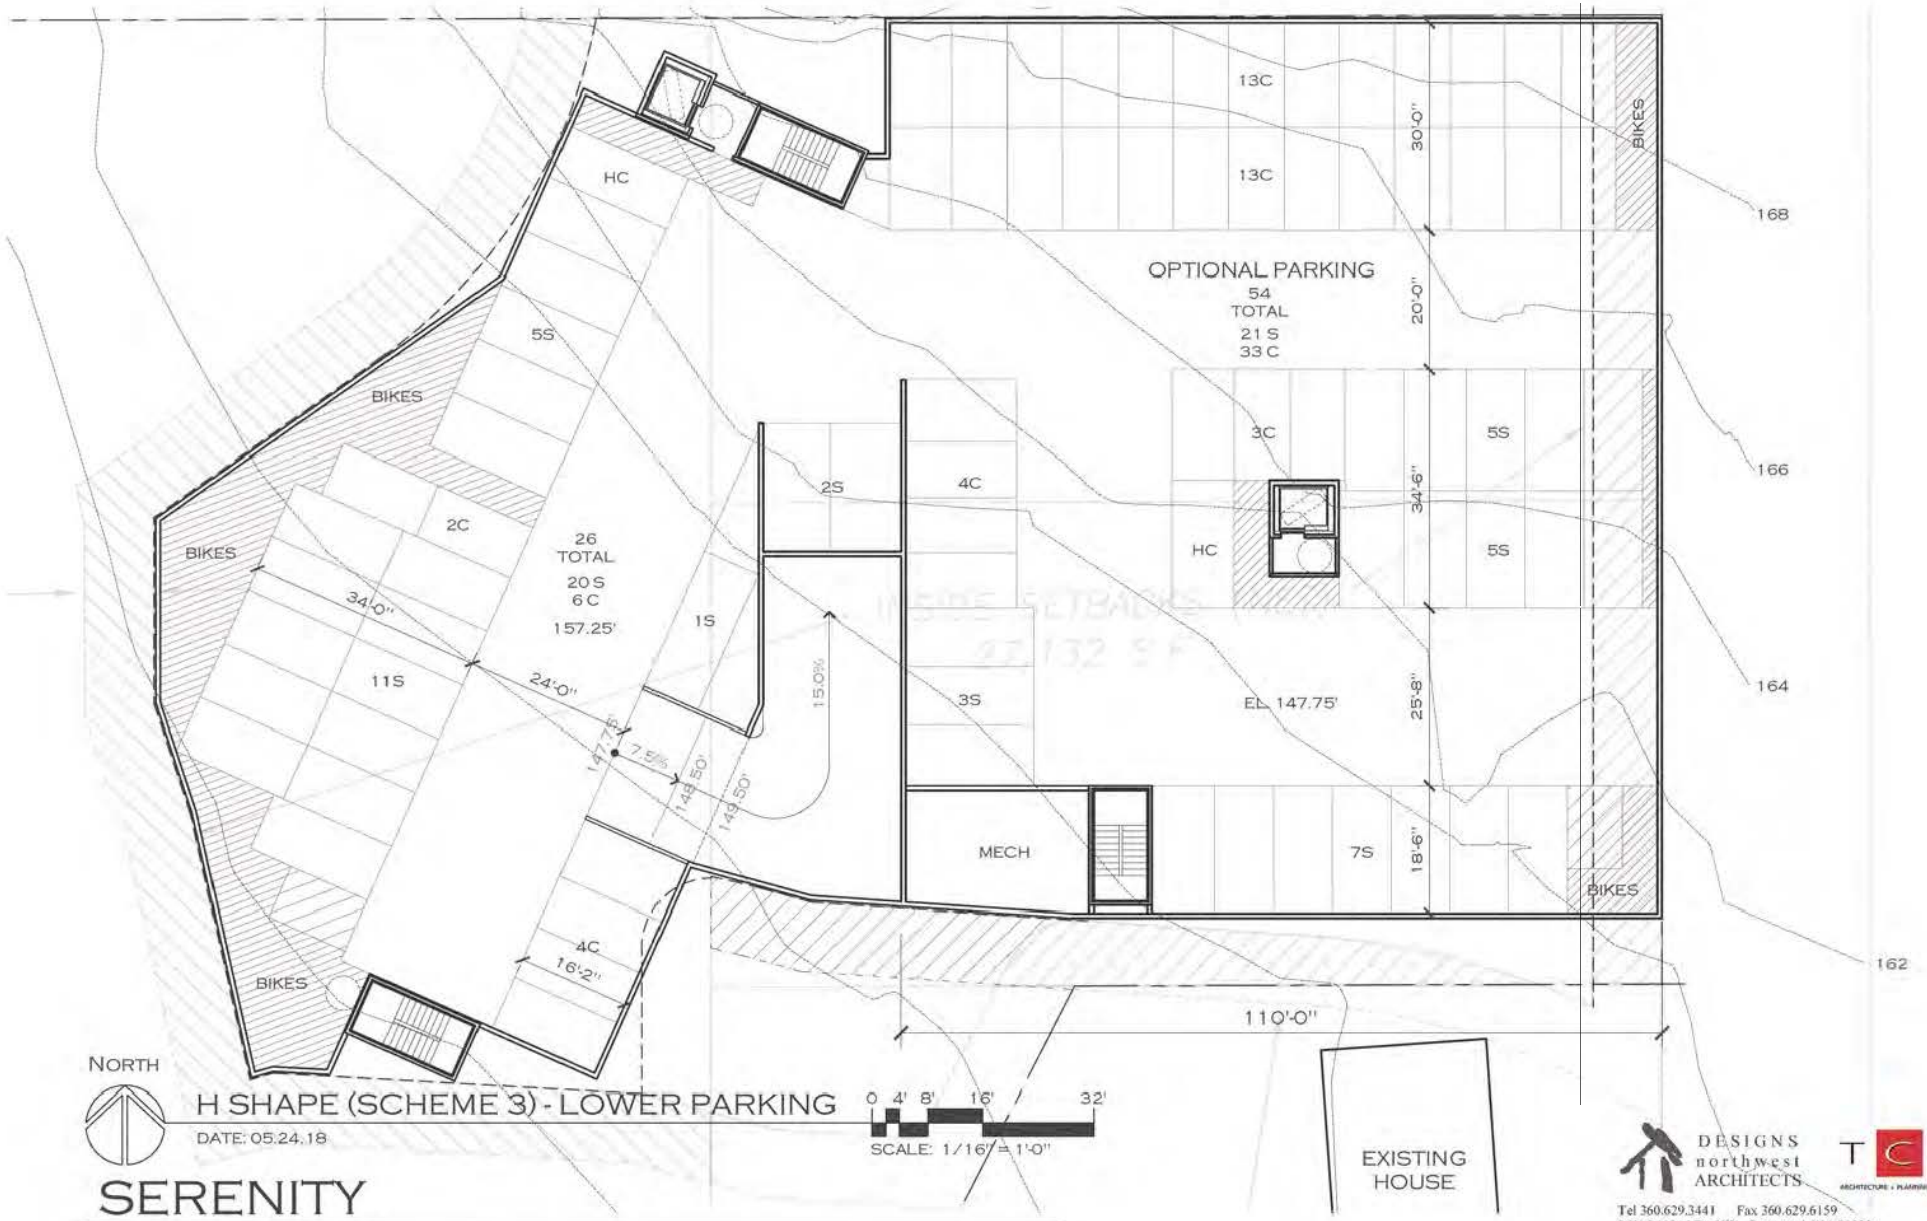 13C
30'-0"
BIKES
HC
13C
168
OPTIONAL PARKING
54
TOTAL
21 S
33 C
20'-0"
5S
BIKES
3C
5S
166
2S
4C
34'-6"
2C
BIKES
26
TOTAL
20 S
6 C
157.25'
HC
5S
34'-0"
1S
INSIDE SETBACKS
11S
24'-0"
15.0%
3S
EL. 147.75'
25'-8"
164
147.75'
7.5%
148.50'
149.50'
MECH
7S
18'-6"
BIKES
4C
16'-2"
BIKES
162
110'-0"
NORTH
H SHAPE (SCHEME 3) - LOWER PARKING
DATE: 05.24.18
0 4' 8' 16' 32'
SCALE: 1/16" = 1'-0"
SERENITY
EXISTING
HOUSE
DESIGNS
northwest
ARCHITECTS
T C
ARCHITECTURE + PLANNING
Tel 360.629.3441 Fax 360.629.6159